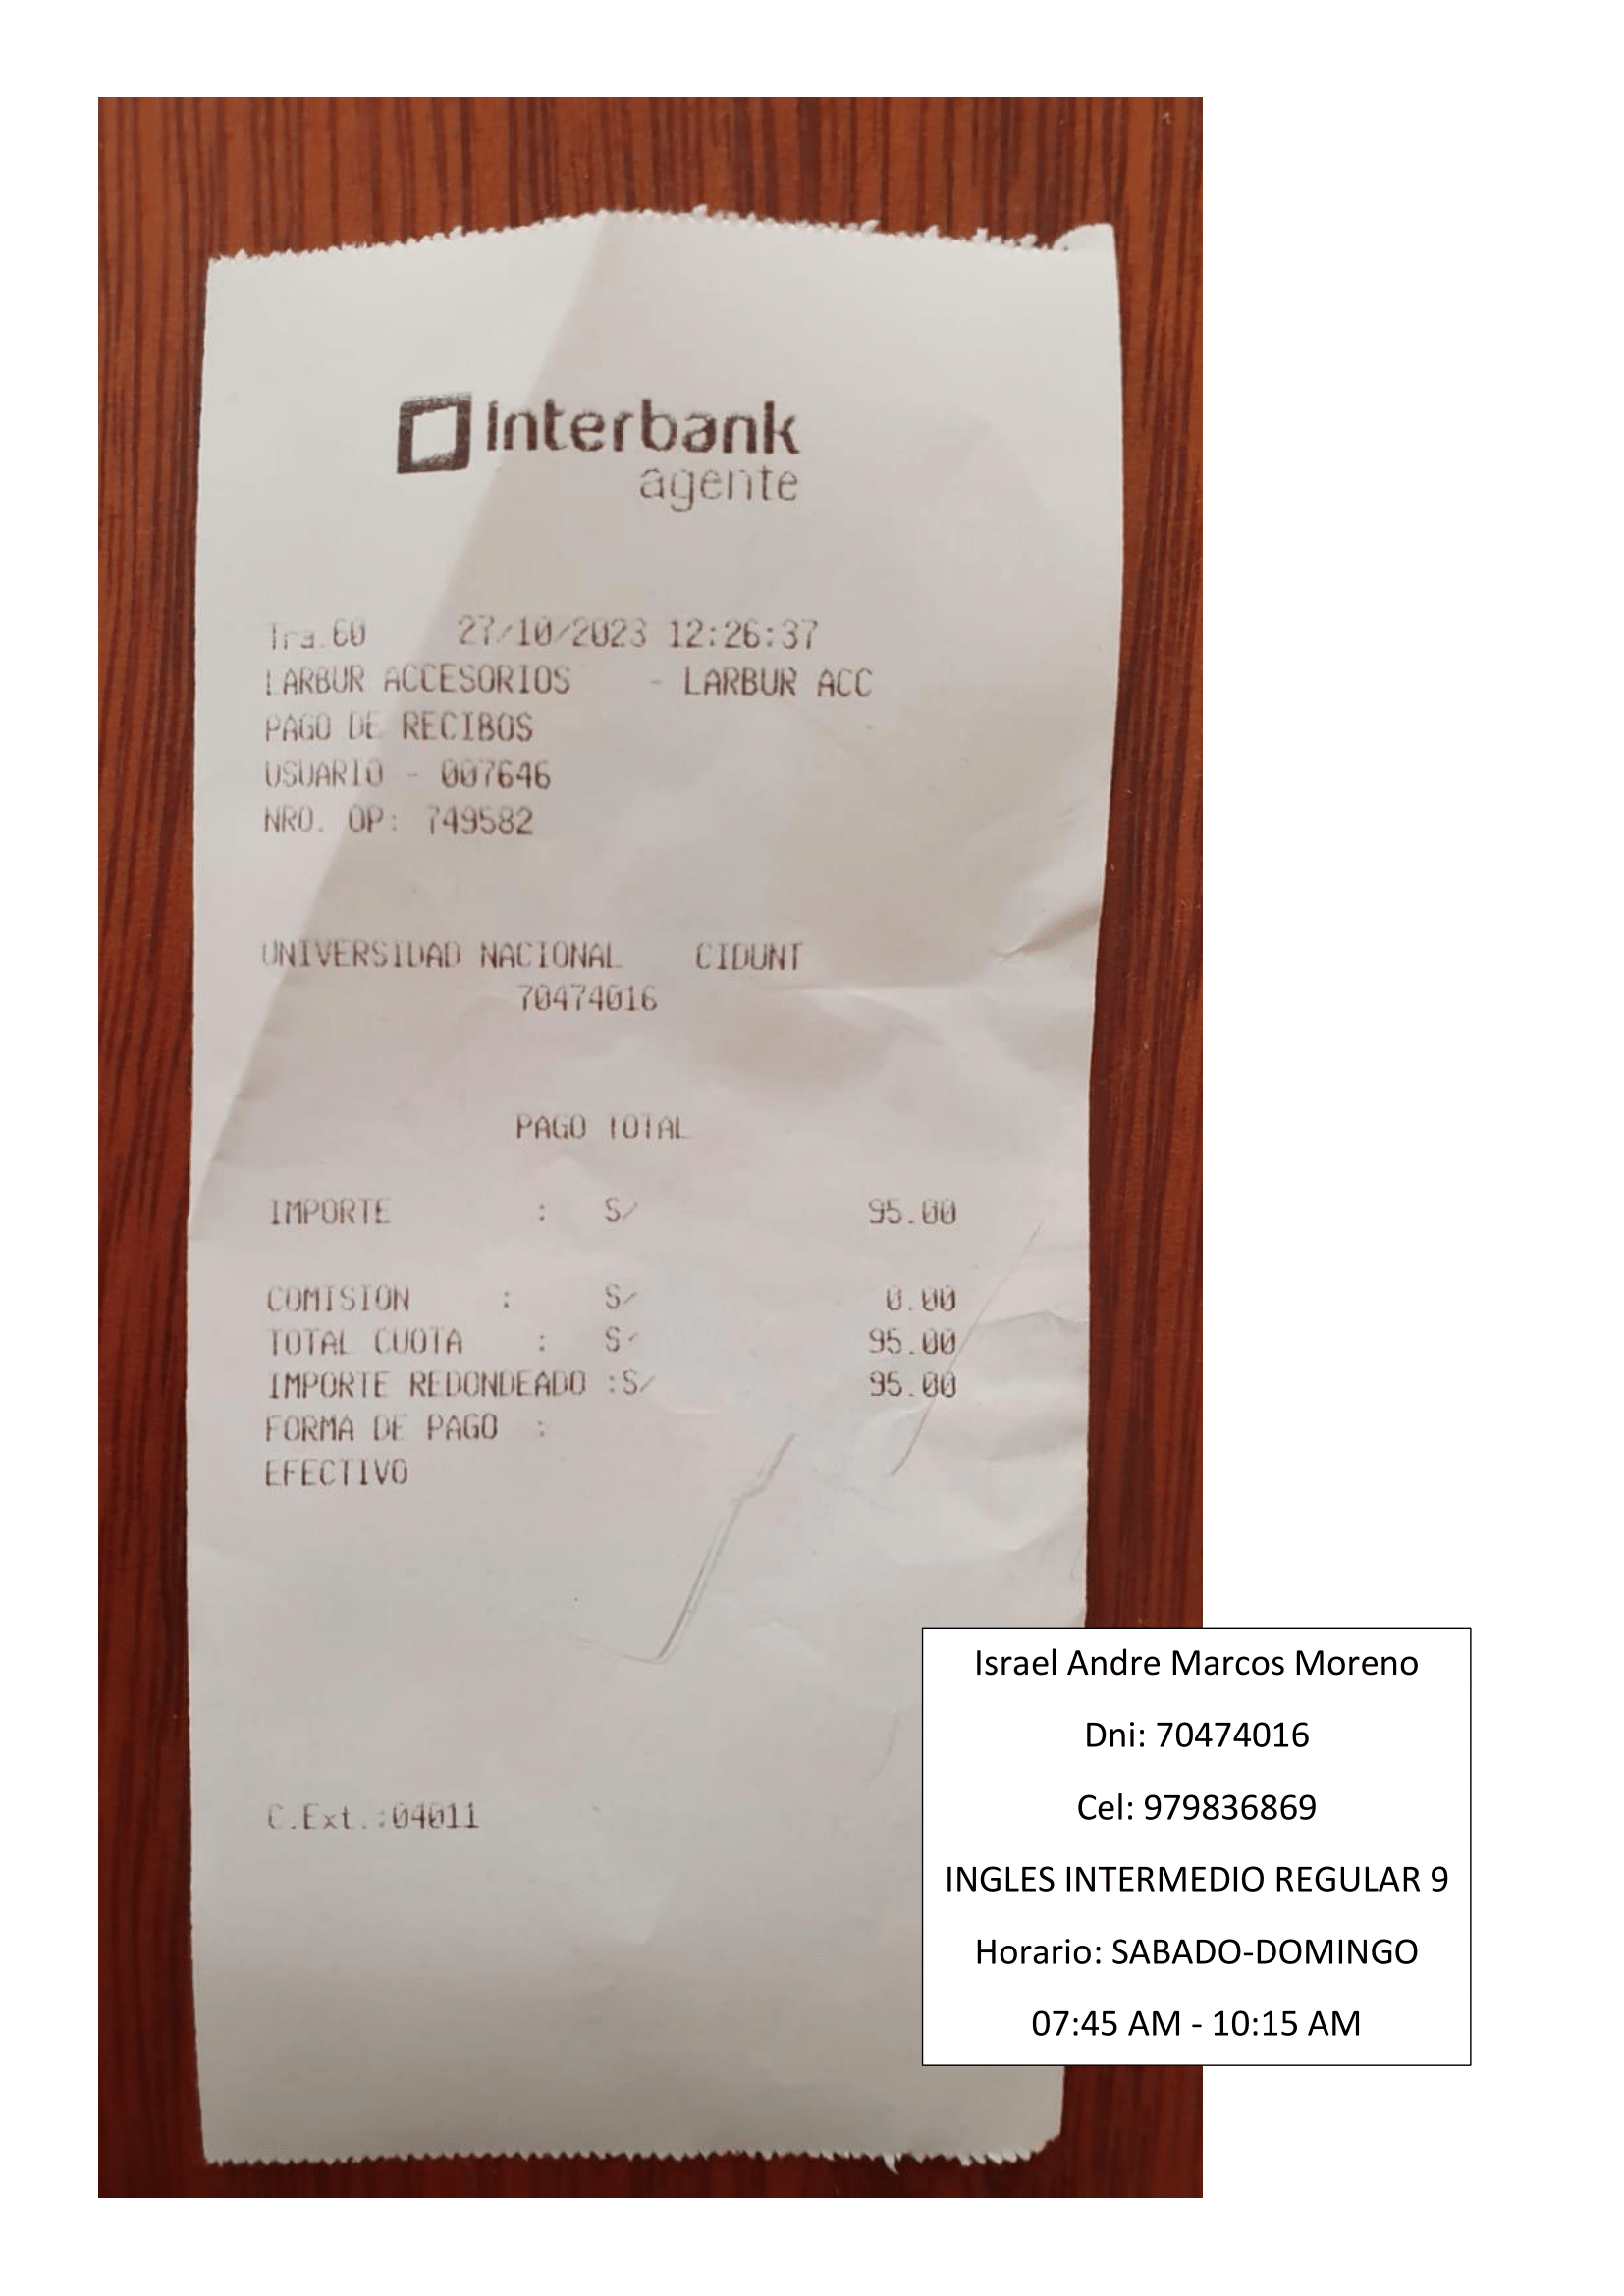 interbank
agente
Tra.60 27/10/2023 12:26:37
LARBUR ACCESORIOS - LARBUR ACC
PAGO DE RECIBOS
USUARIO - 007646
NRO. OP: 749582
UNIVERSIDAD NACIONAL CIDUNT
70474016
PAGO TOTAL
IMPORTE : S/ 95.00
COMISION : S/ 0.00
TOTAL CUOTA : S/ 95.00
IMPORTE REDONDEADO :S/ 95.00
FORMA DE PAGO :
EFECTIVO
C.Ext.:04011
Israel Andre Marcos Moreno
Dni: 70474016
Cel: 979836869
INGLES INTERMEDIO REGULAR 9
Horario: SABADO-DOMINGO
07:45 AM - 10:15 AM